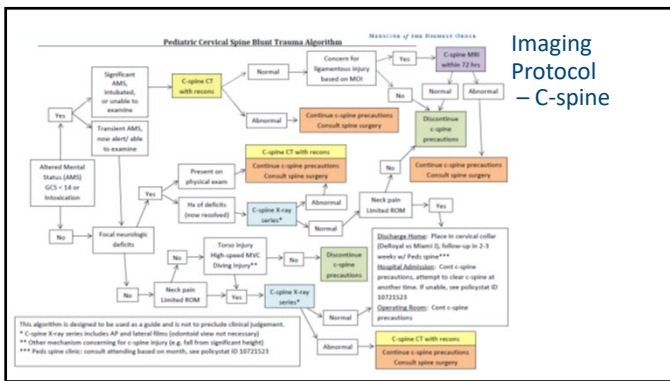 Pediatric Cervical Spine Blunt Trauma Algorithm
MEDICINE of THE HIGHEST ORDER
Imaging
Protocol
– C-spine
Significant
AMS,
Intubated,
or unable to
examine
C-spine CT
with recons
Normal
Concern for
ligamentous injury
based on MOI
Yes
C-spine MRI
within 72 hrs
No
Normal
Abnormal
Abnormal
Continue c-spine precautions
Consult spine surgery
Discontinue
c-spine
precautions
Yes
Transient AMS,
now alert/ able
to examine
Altered Mental
Status (AMS)
GCS < 14 or
Intoxication
Present on
physical exam
C-spine CT with recons
Continue c-spine precautions
Consult spine surgery
No
Continue c-spine precautions
Consult spine surgery
Yes
Hx of deficits
(now resolved)
C-spine X-ray
series*
Abnormal
Normal
Neck pain
Limited ROM
Yes
No
Focal neurologic
deficits
No
Torso Injury
High-speed MVC
Diving Injury**
No
Discontinue
c-spine
precautions
No
Neck pain
Limited ROM
Yes
C-spine X-ray
series*
Normal
Discharge Home: Place in cervical collar
(DeRoyal vs Miami J), follow-up in 2-3
weeks w/ Peds spine***
Hospital Admission: Cont c-spine
precautions, attempt to clear c-spine at
another time. If unable, see policystat ID
10721523
Operating Room: Cont c-spine
precautions
Abnormal
C-spine CT with recons
Continue c-spine precautions
Consult spine surgery
This algorithm is designed to be used as a guide and is not to preclude clinical judgement.
* C-spine X-ray series includes AP and lateral films (odontoid view not necessary)
** Other mechanism concerning for c-spine injury (e.g. fall from significant height)
*** Peds spine clinic: consult attending based on month, see policystat ID 10721523